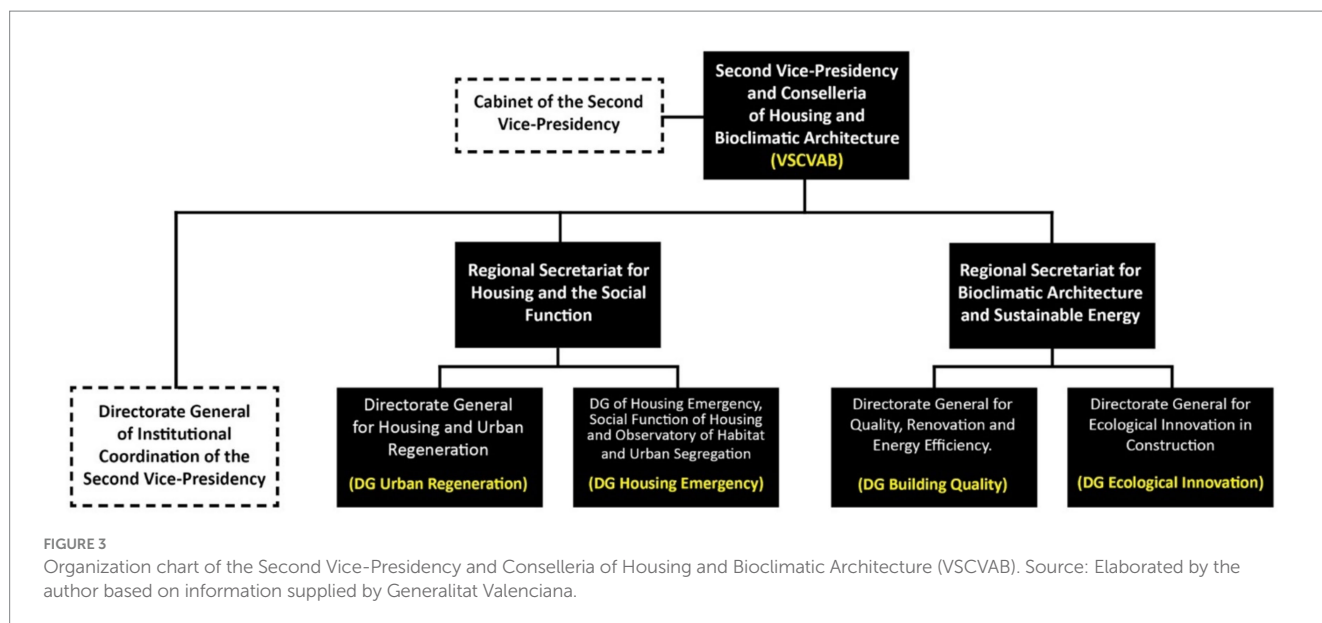 Second Vice-Presidency
and Conselleria
of Housing and
Bioclimatic Architecture
(VSCVAB)
Cabinet of the Second
Vice-Presidency
Regional Secretariat for
Housing and the Social
Function
Regional Secretariat for
Bioclimatic Architecture
and Sustainable Energy
Directorate General
of Institutional
Coordination of the
Second Vice-Presidency
Directorate General
for Housing and Urban
Regeneration
(DG Urban Regeneration)
DG of Housing Emergency,
Social Function of Housing
and Observatory of Habitat
and Urban Segregation
(DG Housing Emergency)
Directorate General for
Quality, Renovation and
Energy Efficiency.
(DG Building Quality)
Directorate General for
Ecological Innovation in
Construction
(DG Ecological Innovation)
FIGURE 3
Organization chart of the Second Vice-Presidency and Conselleria of Housing and Bioclimatic Architecture (VSCVAB). Source: Elaborated by the
author based on information supplied by Generalitat Valenciana.